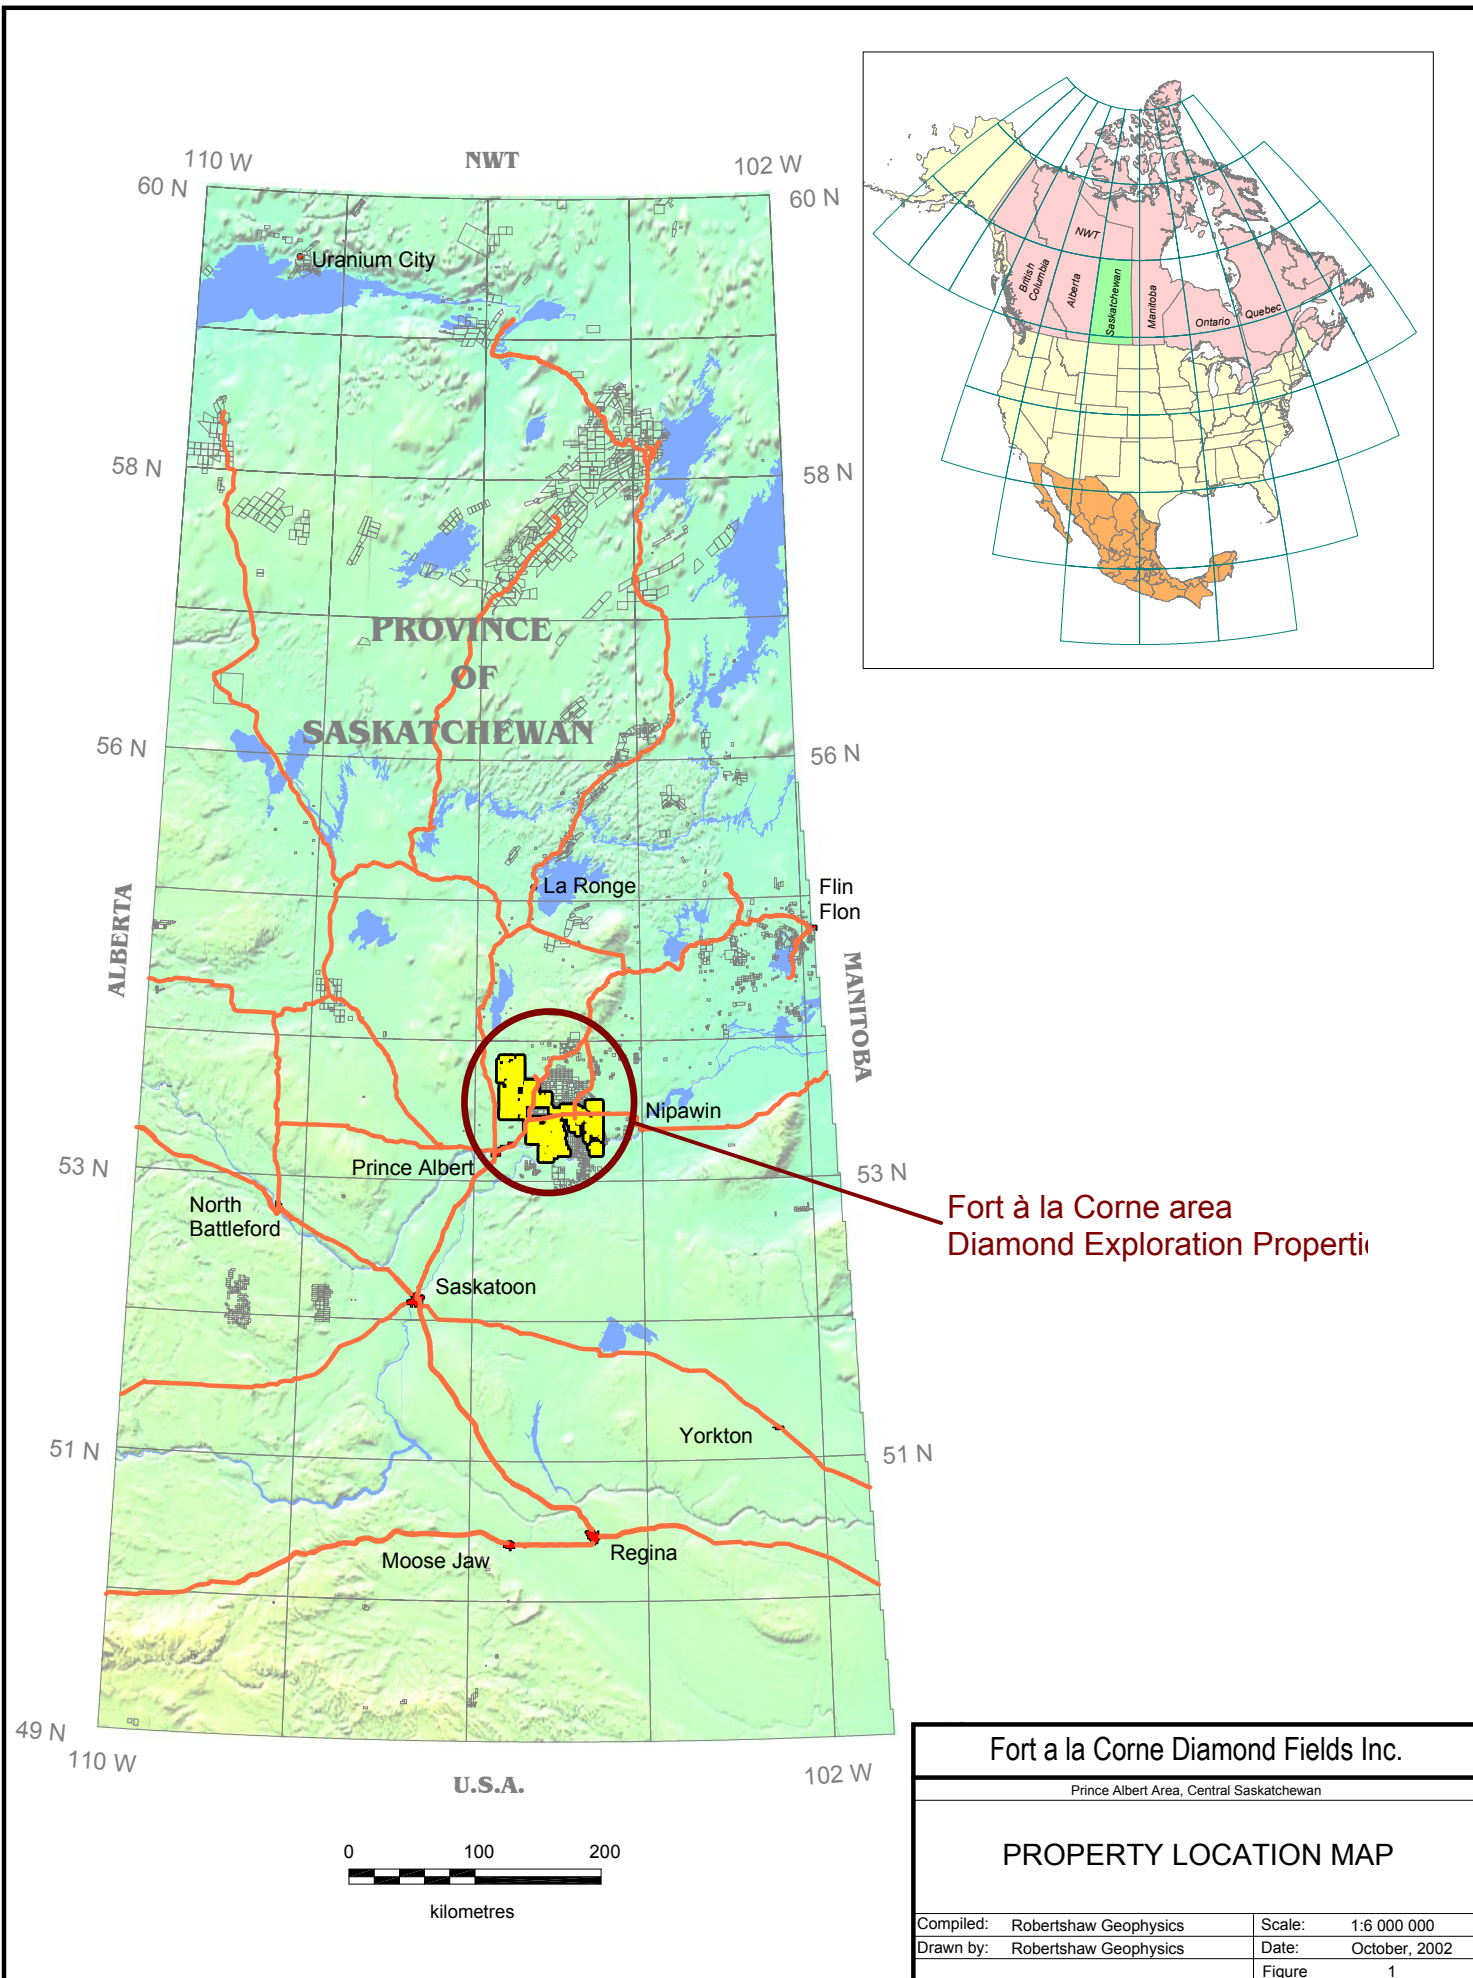 110 W
NWT
102 W
60 N
60 N
Uranium City
58 N
58 N
PROVINCE
OF
SASKATCHEWAN
56 N
56 N
La Ronge
Flin
Flon
ALBERTA
MANITOBA
Nipawin
Prince Albert
53 N
53 N
North
Battleford
Fort à la Corne area
Diamond Exploration Properti
Saskatoon
Yorkton
51 N
51 N
Moose Jaw
Regina
49 N
110 W
102 W
U.S.A.
0 100 200
kilometres
NWT
British
Columbia
Alberta
Saskatchewan
Manitoba
Ontario
Quebec
Fort a la Corne Diamond Fields Inc.
Prince Albert Area, Central Saskatchewan
PROPERTY LOCATION MAP
Compiled: Robertshaw Geophysics Scale: 1:6 000 000
Drawn by: Robertshaw Geophysics Date: October, 2002
Figure 1